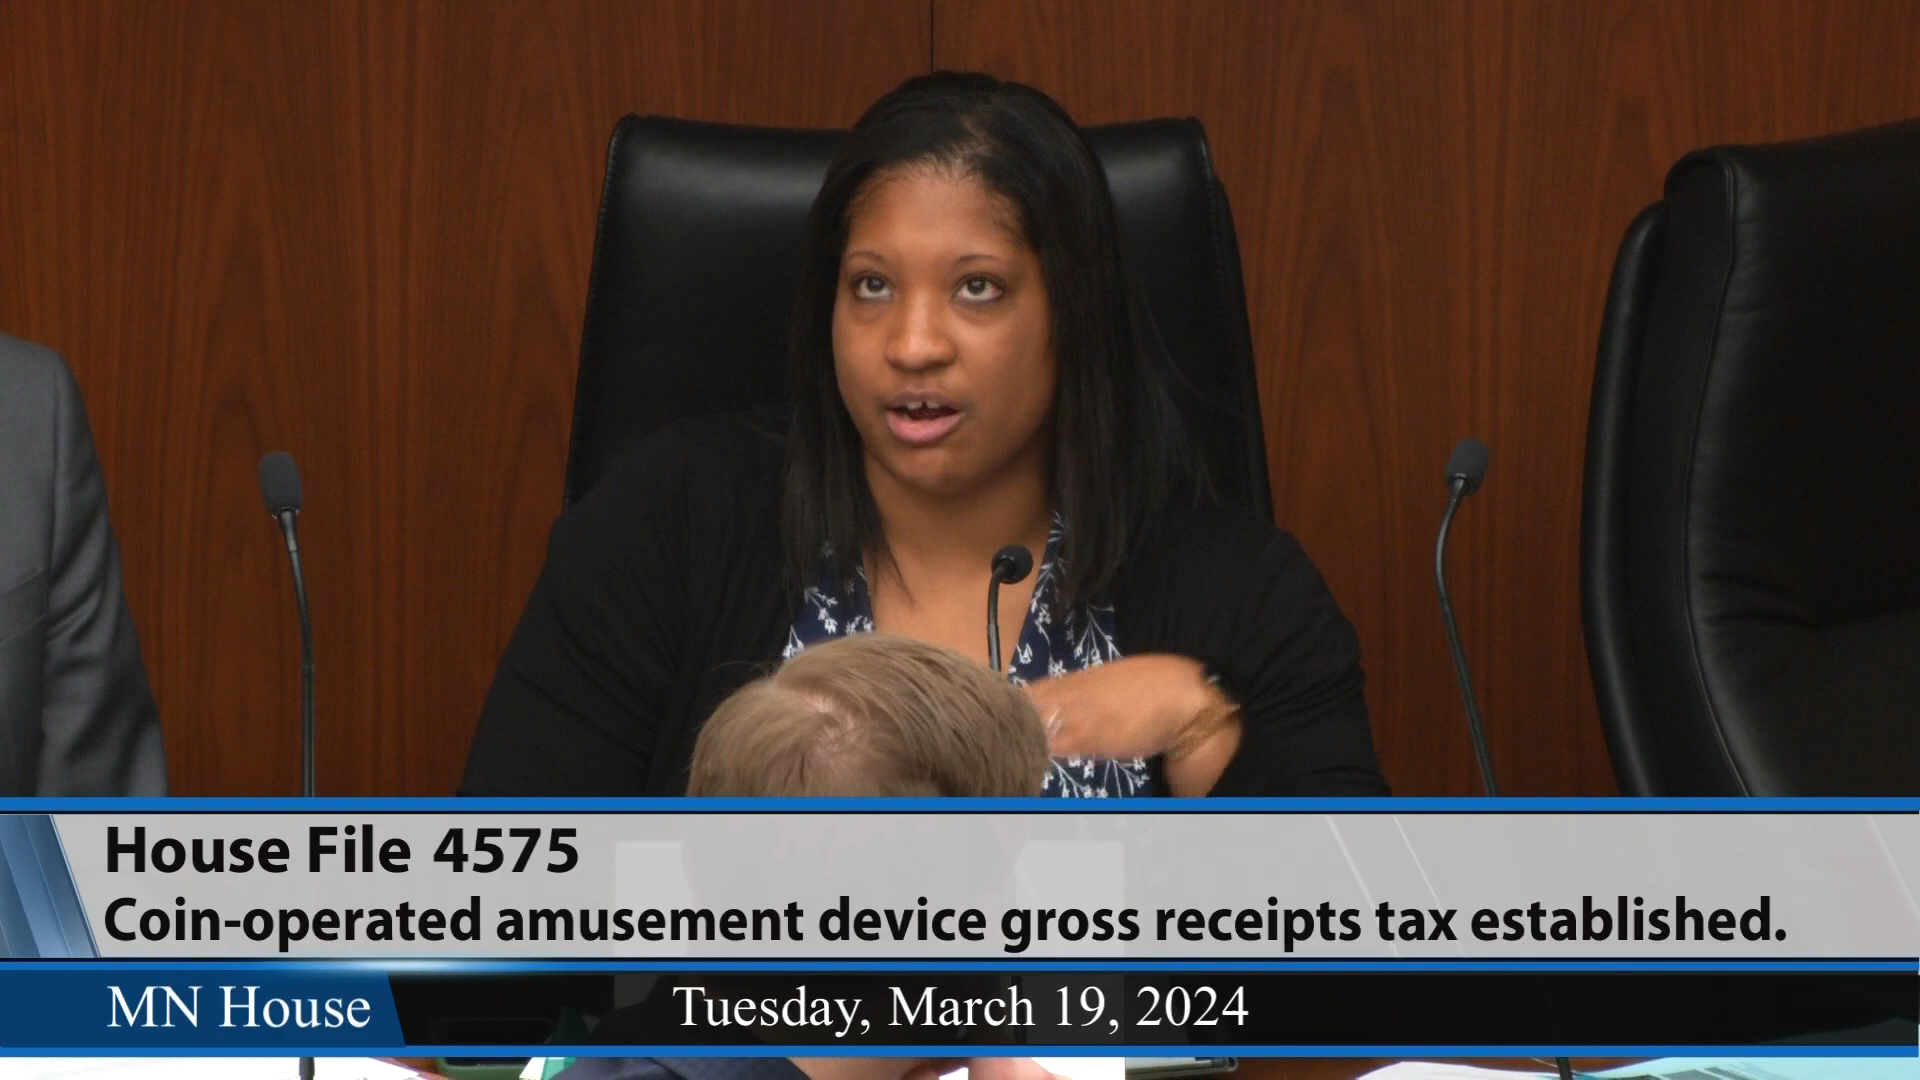 House File 4575
Coin-operated amusement device gross receipts tax established.
MN House
Tuesday, March 19, 2024